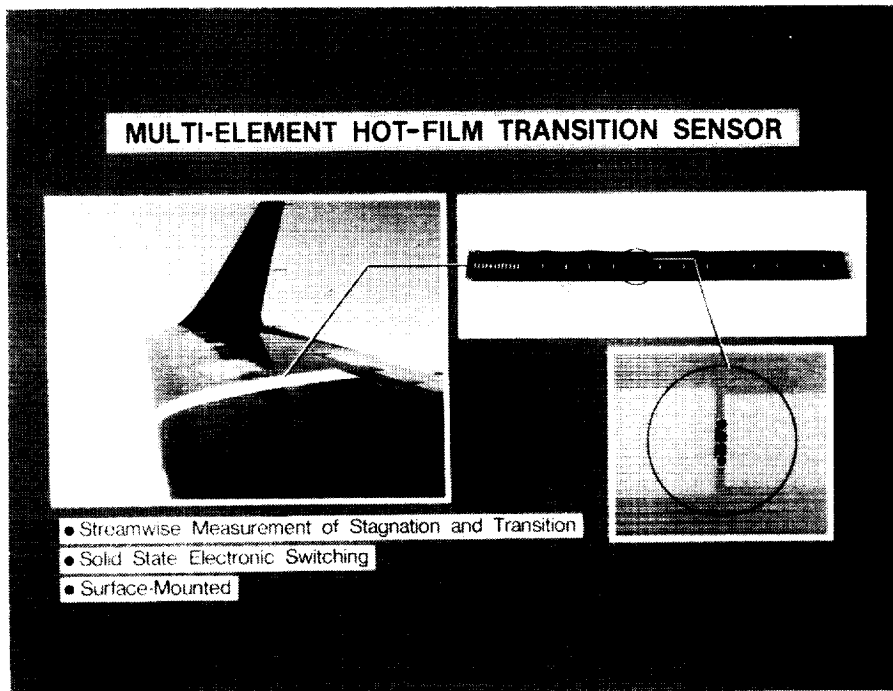 MULTI-ELEMENT HOT-FILM TRANSITION SENSOR
● Streamwise Measurement of Stagnation and Transition
● Solid State Electronic Switching
● Surface-Mounted